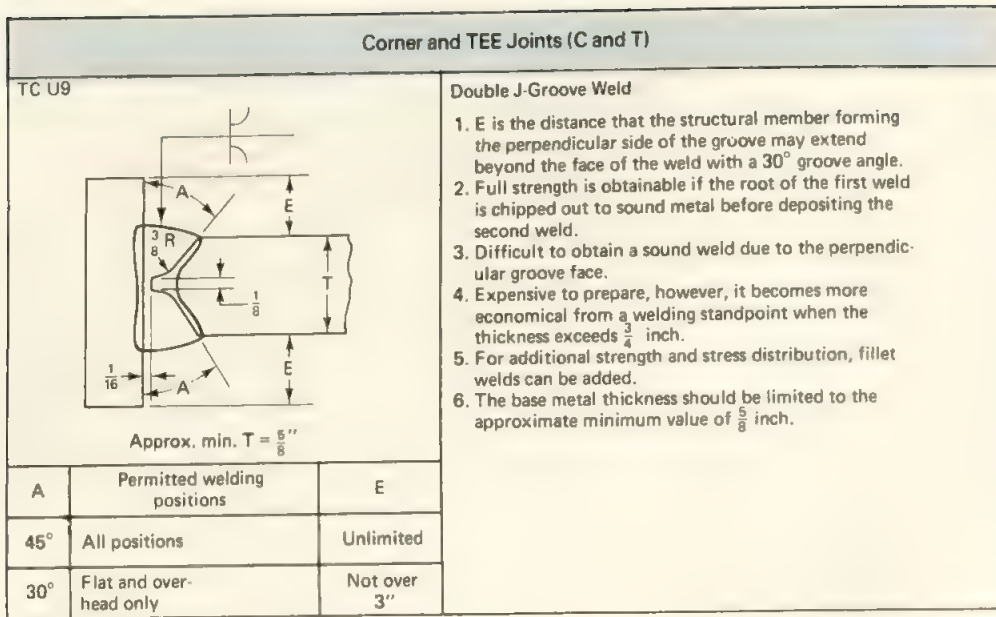 Corner and TEE Joints (C and T)
TC U9
A
E
3/8 R
T
1/8
1/16
A
E
Approx. min. T = 5/8"
A Permitted welding positions E
45° All positions Unlimited
30° Flat and over-head only Not over 3"
Double J-Groove Weld
1. E is the distance that the structural member forming
the perpendicular side of the groove may extend
beyond the face of the weld with a 30° groove angle.
2. Full strength is obtainable if the root of the first weld
is chipped out to sound metal before depositing the
second weld.
3. Difficult to obtain a sound weld due to the perpendic-
ular groove face.
4. Expensive to prepare, however, it becomes more
economical from a welding standpoint when the
thickness exceeds 3/4 inch.
5. For additional strength and stress distribution, fillet
welds can be added.
6. The base metal thickness should be limited to the
approximate minimum value of 5/8 inch.